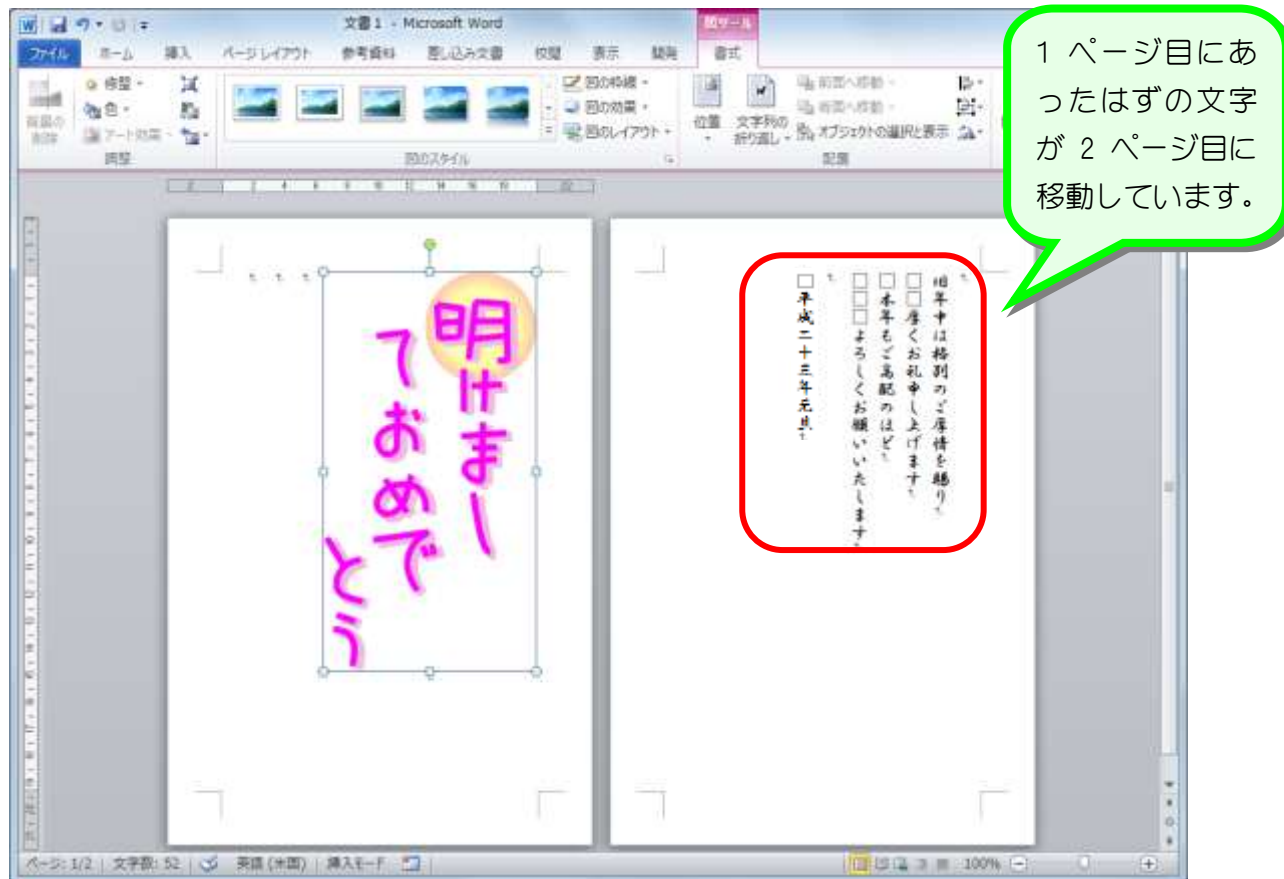 文書1 - Microsoft Word
図ツール
ファイル ホーム 挿入 ページ レイアウト 参考資料 差し込み文書 校閲 表示 開発 書式
背景の
削除
修整
色
アート効果
調整
図の枠線
図の効果
図のレイアウト
図のスタイル
位置
文字列の
折り返し
前面へ移動
背面へ移動
オブジェクトの選択と表示
配置
1 ページ目にあ
ったはずの文字
が 2 ページ目に
移動しています。
明けまし
ておめで
とう
旧年中は格別のご厚情を賜り
□□厚くお礼申し上げます
□本年もご高配のほど
□□□よろしくお願いいたします
□平成二十三年元旦
ページ: 1/2 文字数: 52 英語 (米国) 挿入モード 100%